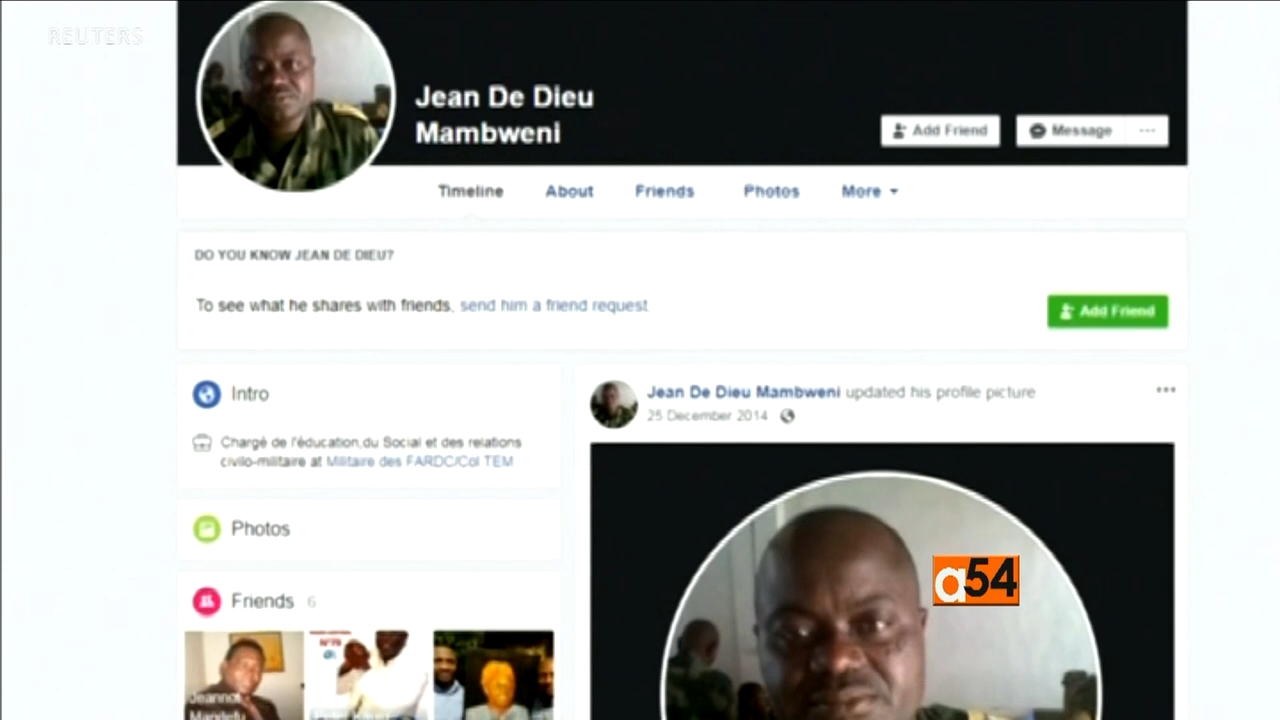 REUTERS
Jean De Dieu
Mambweni
Add Friend
Message
Timeline
About
Friends
Photos
More
DO YOU KNOW JEAN DE DIEU?
To see what he shares with friends, send him a friend request
Add Friend
Intro
Chargé de l'éducation,du Social et des relations
civilo-militaire at Militaire des FARDC/Col TEM
Photos
Friends 6
Jean De Dieu Mambweni updated his profile picture
25 December 2014
a54